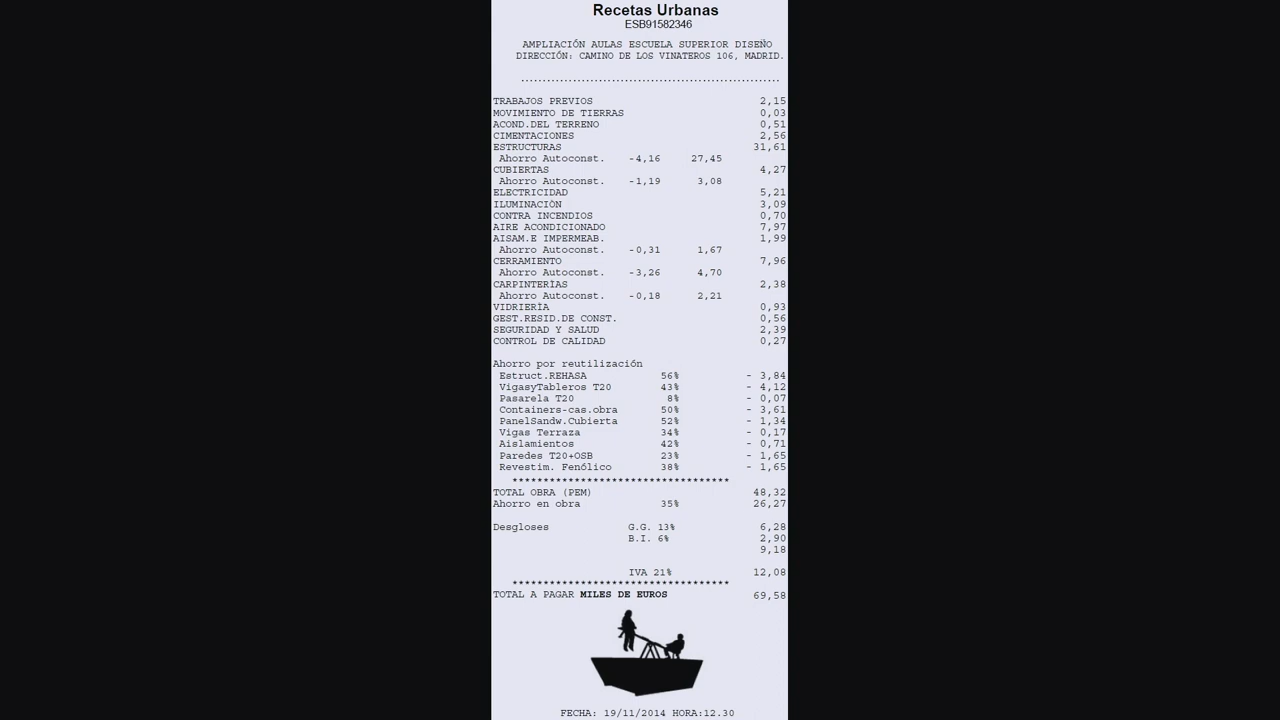 Recetas Urbanas
ESB91582346
AMPLIACIÓN AULAS ESCUELA SUPERIOR DISEÑO
DIRECCIÓN: CAMINO DE LOS VINATEROS 106, MADRID.
TRABAJOS PREVIOS 2,15
MOVIMIENTO DE TIERRAS 0,03
ACOND.DEL TERRENO 0,51
CIMENTACIONES 2,56
ESTRUCTURAS 31,61
Ahorro Autoconst. -4,16 27,45
CUBIERTAS 4,27
Ahorro Autoconst. -1,19 3,08
ELECTRICIDAD 5,21
ILUMINACIÒN 3,09
CONTRA INCENDIOS 0,70
AIRE ACONDICIONADO 7,97
AISAM.E IMPERMEAB. 1,99
Ahorro Autoconst. -0,31 1,67
CERRAMIENTO 7,96
Ahorro Autoconst. -3,26 4,70
CARPINTERÌAS 2,38
Ahorro Autoconst. -0,18 2,21
VIDRIERÌA 0,93
GEST.RESID.DE CONST. 0,56
SEGURIDAD Y SALUD 2,39
CONTROL DE CALIDAD 0,27
Ahorro por reutilización
Estruct.REHASA 56% - 3,84
VigasyTableros T20 43% - 4,12
Pasarela T20 8% - 0,07
Containers-cas.obra 50% - 3,61
PanelSandw.Cubierta 52% - 1,34
Vigas Terraza 34% - 0,17
Aislamientos 42% - 0,71
Paredes T20+OSB 23% - 1,65
Revestim. Fenólico 38% - 1,65
***********************************
TOTAL OBRA (PEM) 48,32
Ahorro en obra 35% 26,27
Desgloses G.G. 13% 6,28
B.I. 6% 2,90
9,18
IVA 21% 12,08
***********************************
TOTAL A PAGAR MILES DE EUROS 69,58
FECHA: 19/11/2014 HORA:12.30